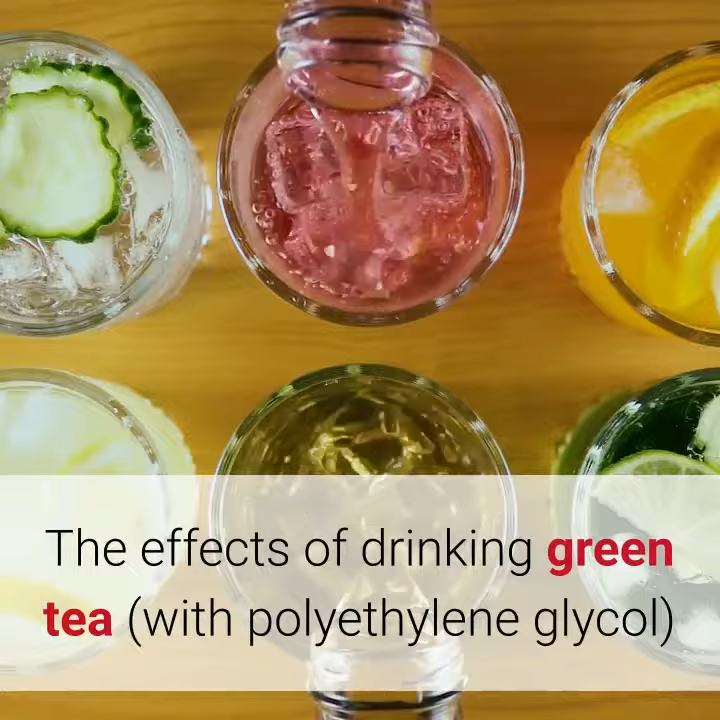 The effects of drinking green
tea (with polyethylene glycol)